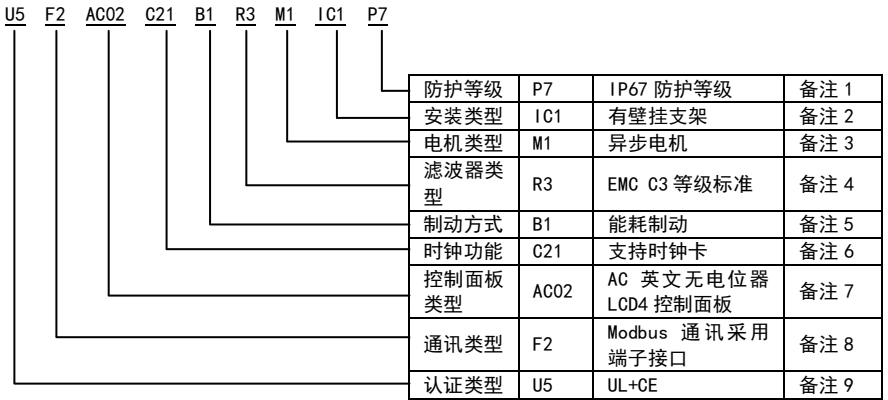 U5 F2 AC02 C21 B1 R3 M1 IC1 P7
防护等级 P7 IP67 防护等级 备注 1
安装类型 IC1 有壁挂支架 备注 2
电机类型 M1 异步电机 备注 3
滤波器类
型 R3 EMC C3 等级标准 备注 4
制动方式 B1 能耗制动 备注 5
时钟功能 C21 支持时钟卡 备注 6
控制面板
类型 AC02 AC 英文无电位器
LCD4 控制面板 备注 7
通讯类型 F2 Modbus 通讯采用
端子接口 备注 8
认证类型 U5 UL+CE 备注 9